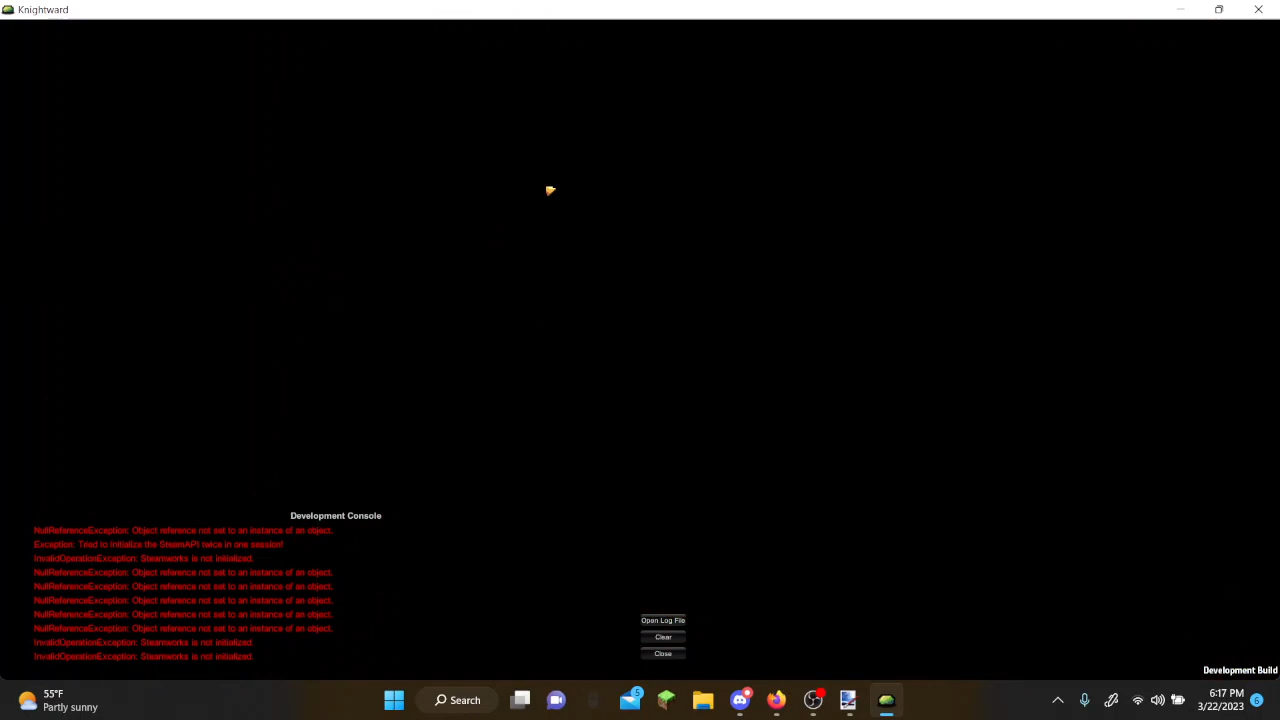 Knightward
Development Console
NullReferenceException: Object reference not set to an instance of an object.
Exception: Tried to Initialize the SteamAPI twice in one session!
InvalidOperationException: Steamworks is not initialized.
NullReferenceException: Object reference not set to an instance of an object.
NullReferenceException: Object reference not set to an instance of an object.
NullReferenceException: Object reference not set to an instance of an object.
NullReferenceException: Object reference not set to an instance of an object.
NullReferenceException: Object reference not set to an instance of an object.
InvalidOperationException: Steamworks is not initialized.
InvalidOperationException: Steamworks is not initialized.
Open Log File
Clear
Close
Development Build
55°F
Partly sunny
Search
5
6:17 PM
3/22/2023
6